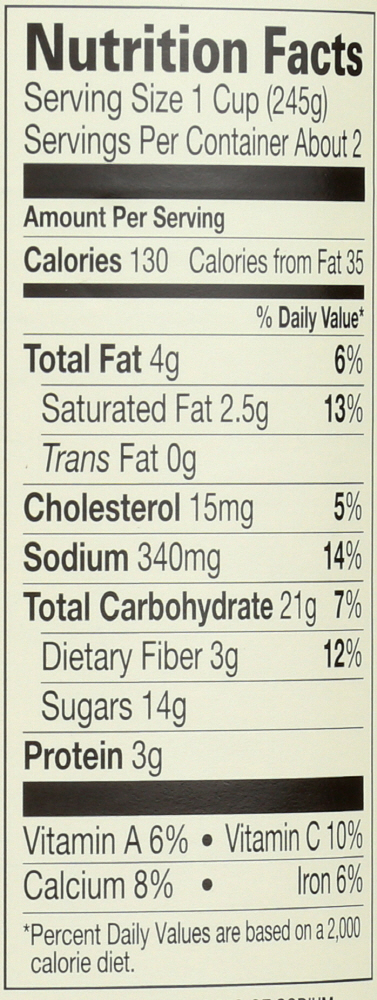 Nutrition Facts
Serving Size 1 Cup (245g)
Servings Per Container About 2
Amount Per Serving
Calories 130 Calories from Fat 35
% Daily Value*
Total Fat 4g 6%
Saturated Fat 2.5g 13%
Trans Fat 0g
Cholesterol 15mg 5%
Sodium 340mg 14%
Total Carbohydrate 21g 7%
Dietary Fiber 3g 12%
Sugars 14g
Protein 3g
Vitamin A 6% • Vitamin C 10%
Calcium 8% • Iron 6%
*Percent Daily Values are based on a 2,000
calorie diet.